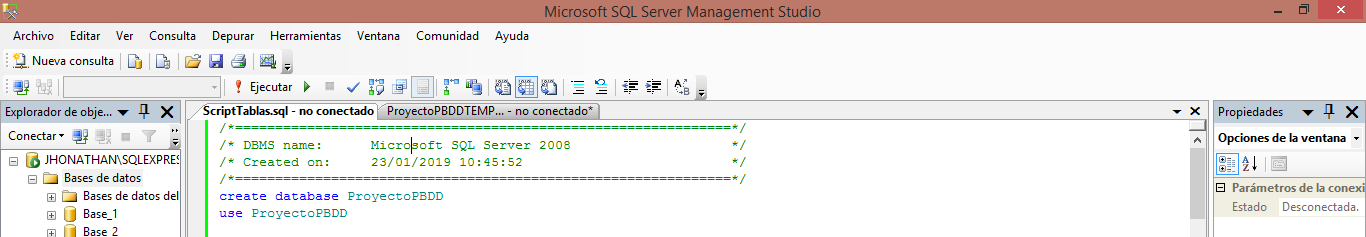 Microsoft SQL Server Management Studio
Archivo Editar Ver Consulta Depurar Herramientas Ventana Comunidad Ayuda
Nueva consulta
Ejecutar
Explorador de obje...
ScriptTablas.sql - no conectado
ProyectoPBDDTEMP... - no conectado*
Propiedades
Conectar
JHONATHAN\SQLEXPRES
Bases de datos
Bases de datos del
Base_1
Base_2
/*==============================================================*/
/* DBMS name:      Microsoft SQL Server 2008                    */
/* Created on:     23/01/2019 10:45:52                          */
/*==============================================================*/
create database ProyectoPBDD
use ProyectoPBDD
Opciones de la ventana
Parámetros de la conexi
Estado Desconectada.